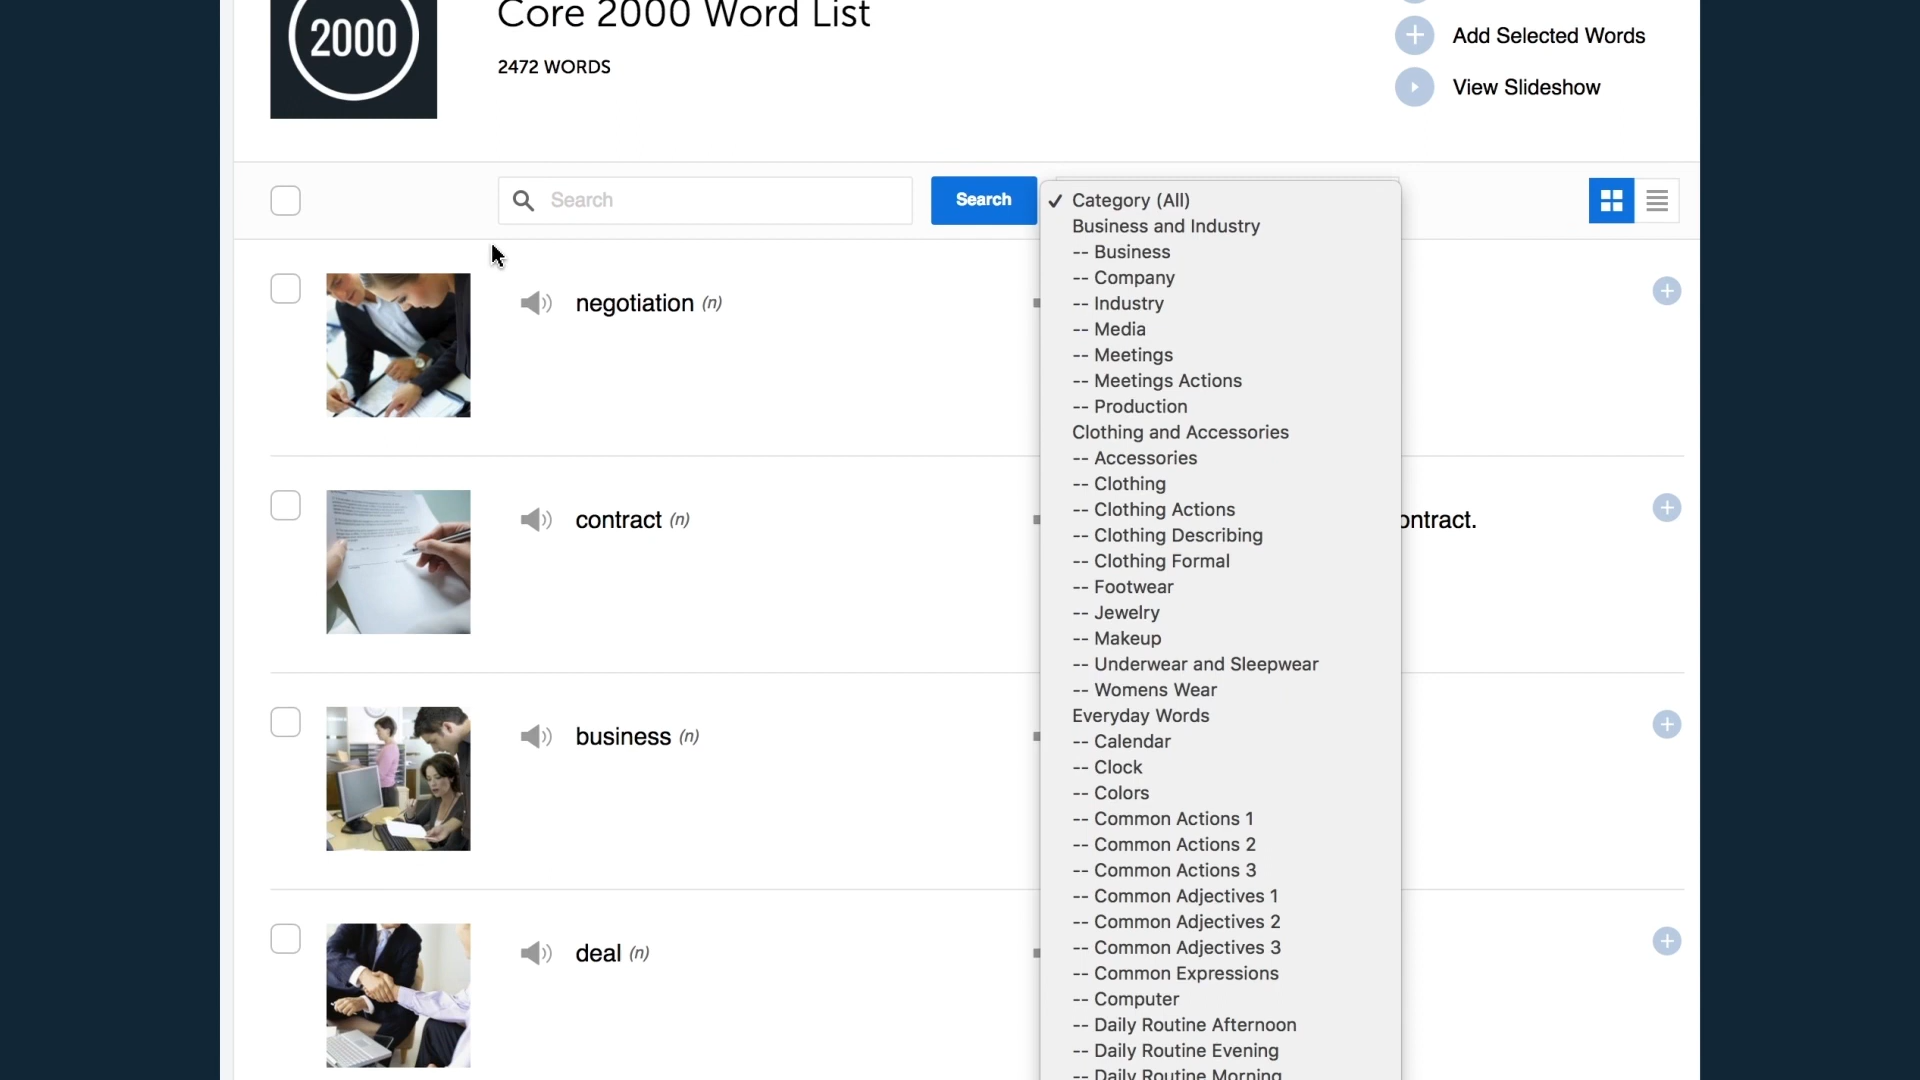 2000
Core 2000 Word List
2472 WORDS
Add Selected Words
View Slideshow
Search
Search
✓ Category (All)
Business and Industry
-- Business
-- Company
-- Industry
-- Media
-- Meetings
-- Meetings Actions
-- Production
Clothing and Accessories
-- Accessories
-- Clothing
-- Clothing Actions
-- Clothing Describing
-- Clothing Formal
-- Footwear
-- Jewelry
-- Makeup
-- Underwear and Sleepwear
-- Womens Wear
Everyday Words
-- Calendar
-- Clock
-- Colors
-- Common Actions 1
-- Common Actions 2
-- Common Actions 3
-- Common Adjectives 1
-- Common Adjectives 2
-- Common Adjectives 3
-- Common Expressions
-- Computer
-- Daily Routine Afternoon
-- Daily Routine Evening
-- Daily Routine Morning
negotiation (n)
contract (n)
ontract.
business (n)
deal (n)